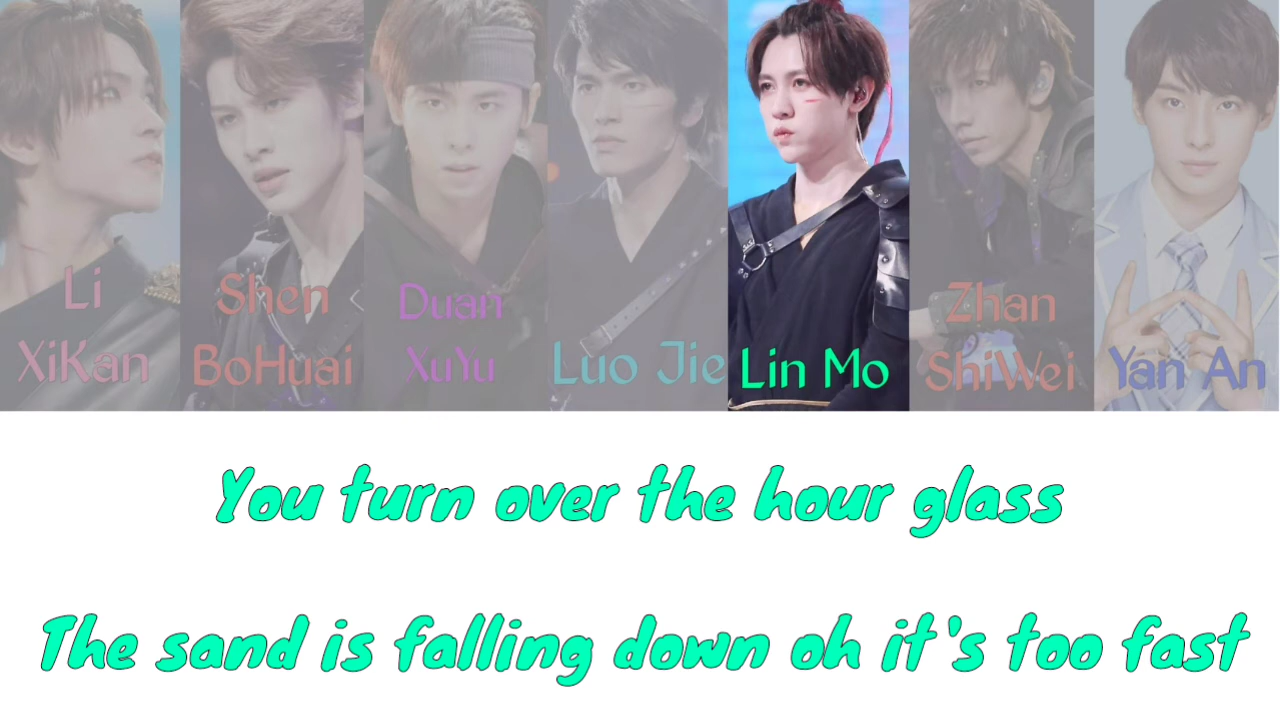 Li
XiKan
Shen
BoHuai
Duan
XuYu
Luo Jie
Lin Mo
Zhan
ShiWei
Yan An
You turn over the hour glass
The sand is falling down oh it's too fast